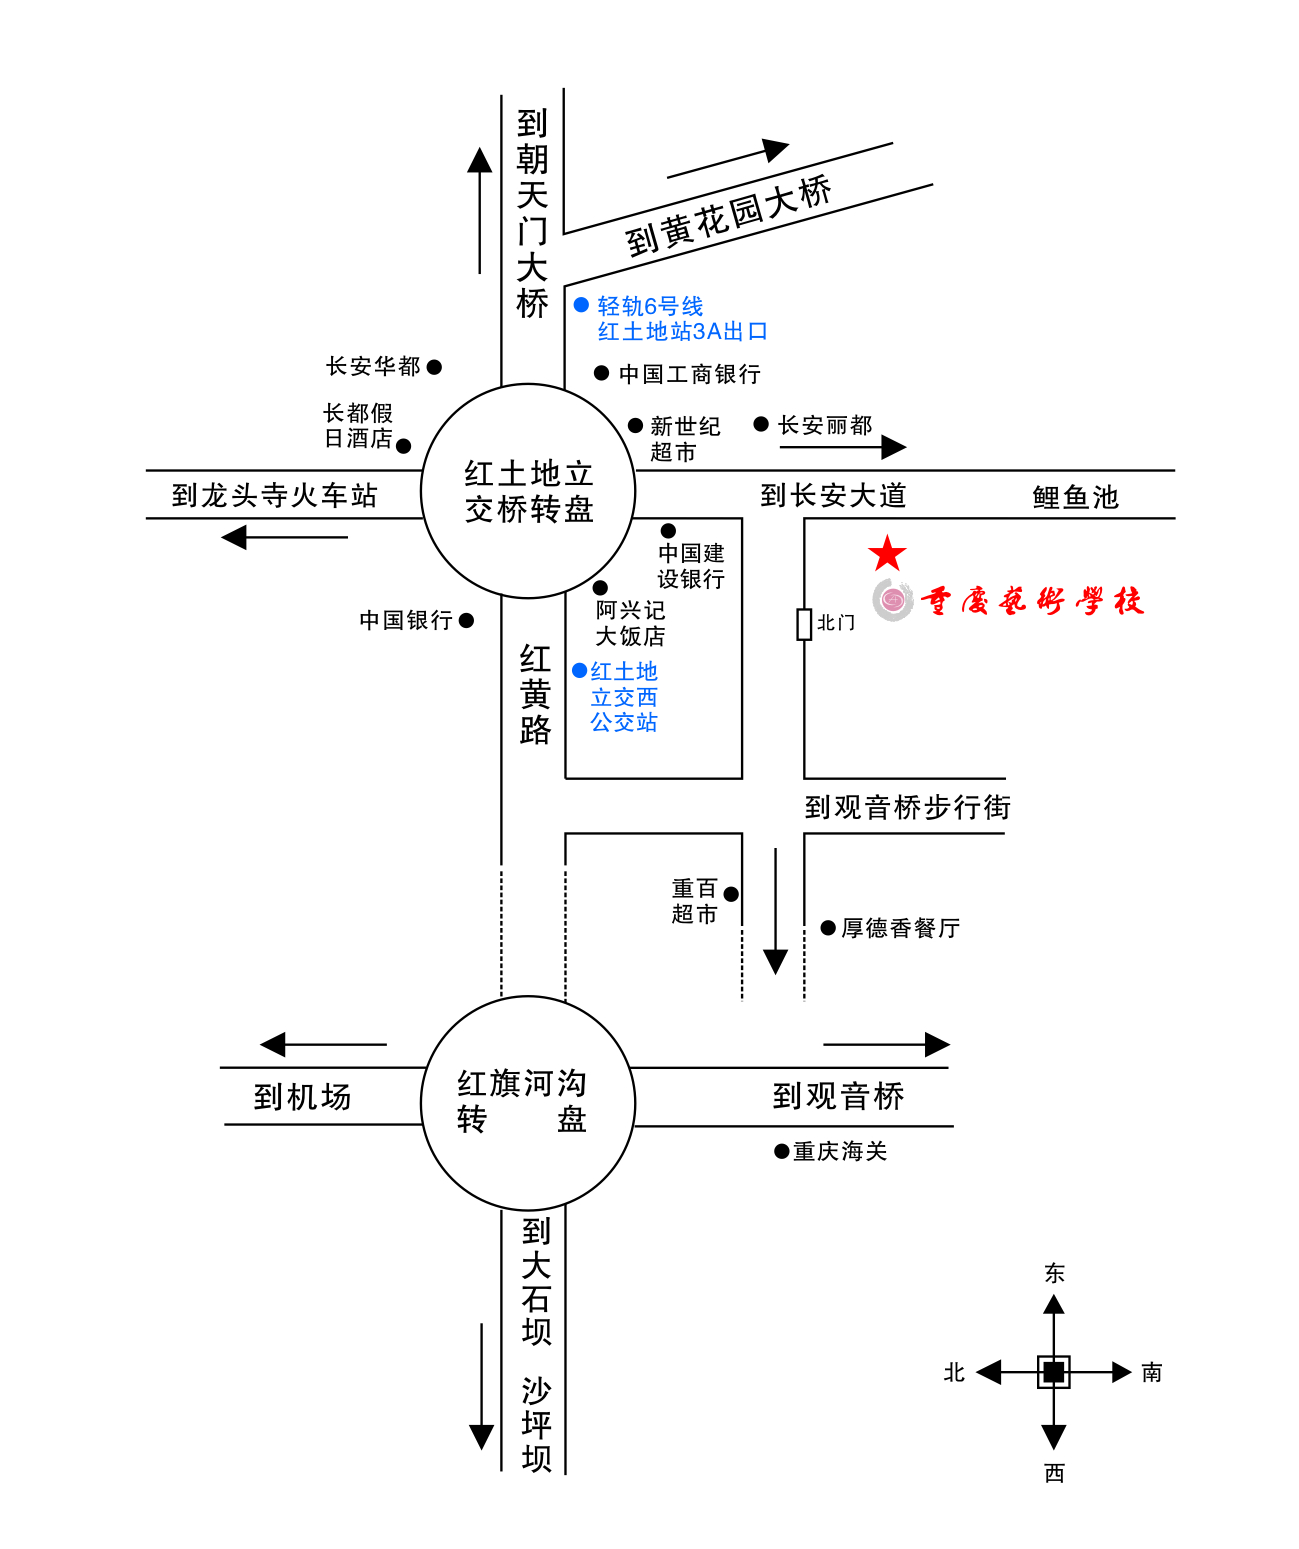 到朝天门大桥
到黄花园大桥
轻轨6号线
红土地站3A出口
长安华都
中国工商银行
长都假
日酒店
新世纪
超市
长安丽都
红土地立
交桥转盘
到龙头寺火车站
到长安大道
鲤鱼池
中国建
设银行
阿兴记
大饭店
重慶藝術學校
北门
中国银行
红黄路
红土地
立交西
公交站
到观音桥步行街
重百
超市
厚德香餐厅
红旗河沟
转 盘
到机场
到观音桥
重庆海关
到大石坝 沙坪坝
东
北
南
西